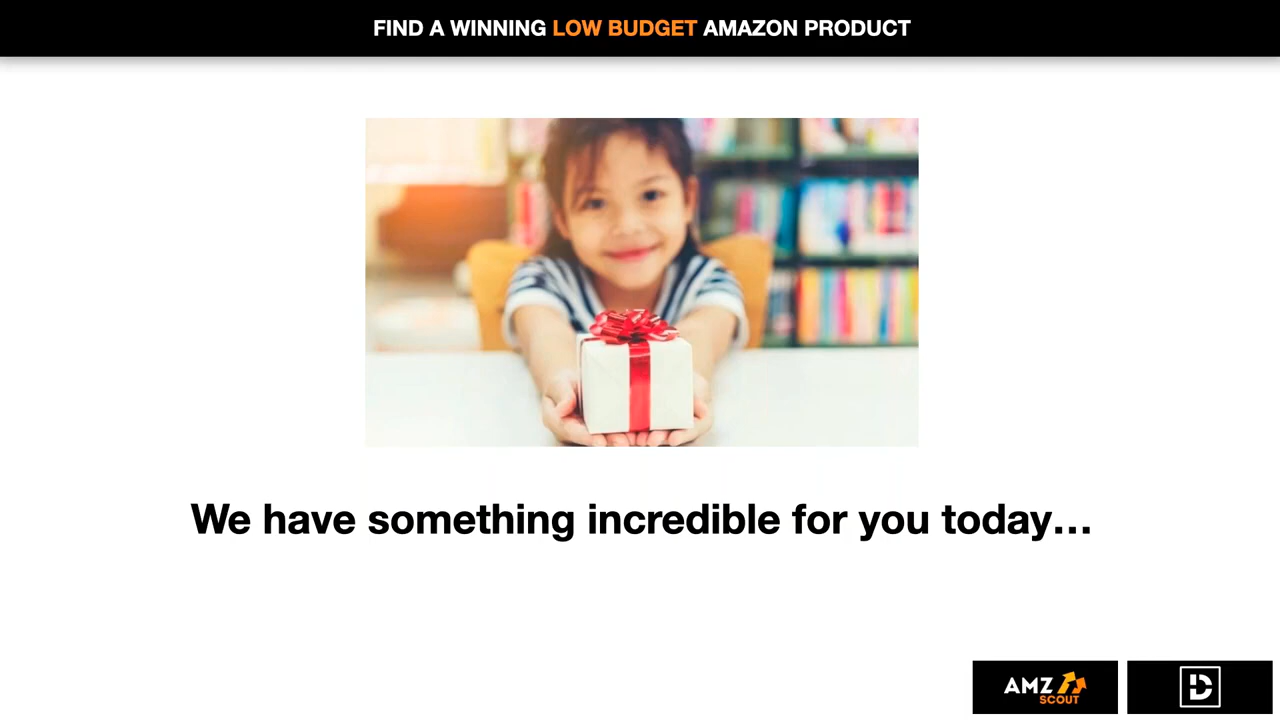 FIND A WINNING LOW BUDGET AMAZON PRODUCT
We have something incredible for you today...
AMZ
SCOUT